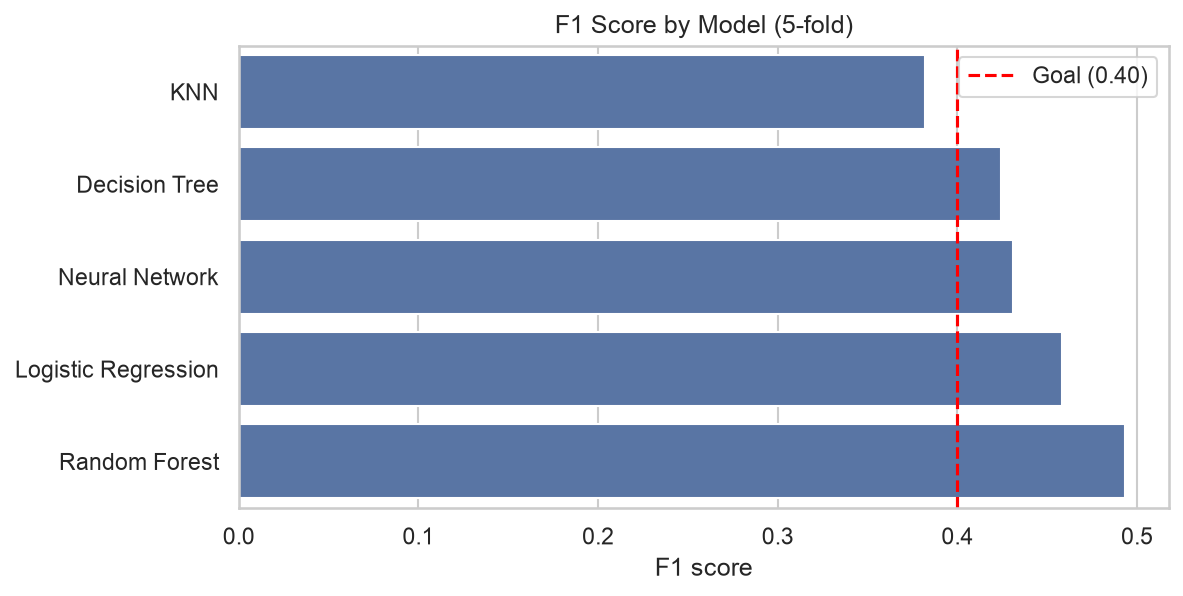 F1 Score by Model (5-fold)
Goal (0.40)
KNN
Decision Tree
Neural Network
Logistic Regression
Random Forest
0.0 0.1 0.2 0.3 0.4 0.5
F1 score